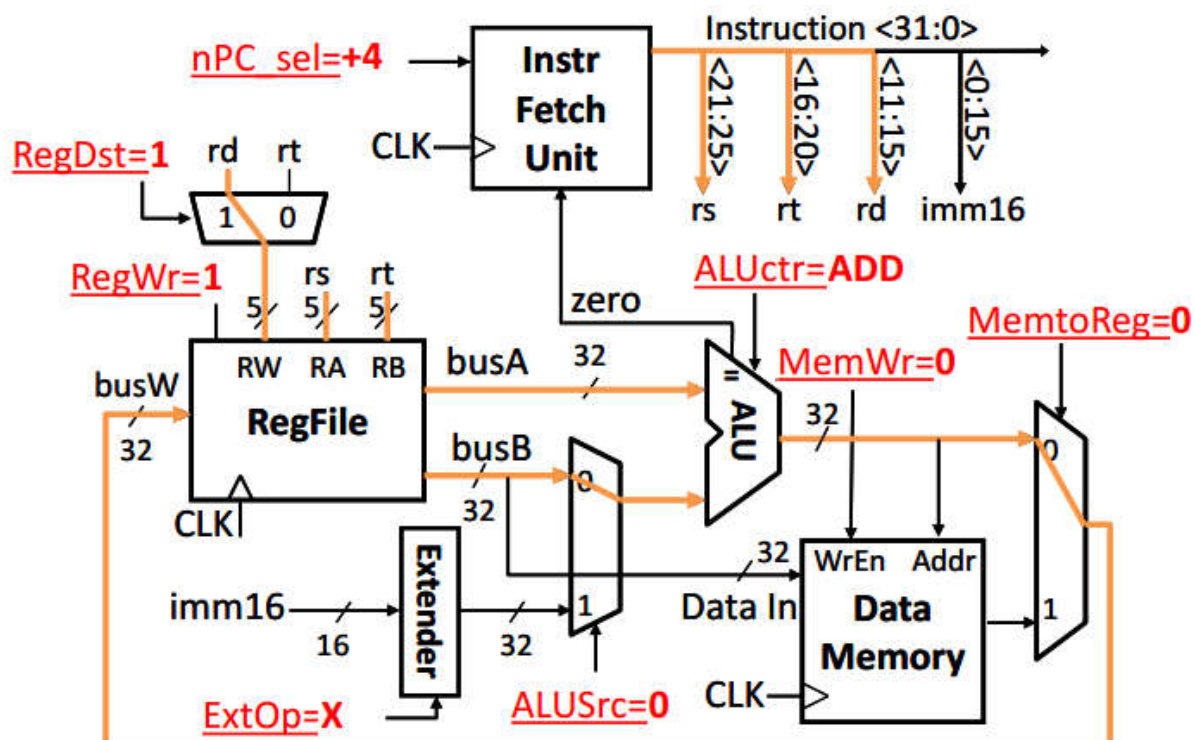 nPC_sel=+4
Instr
Fetch
Unit
CLK
Instruction <31:0>
<21:25>
<16:20>
<11:15>
<0:15>
rs
rt
rd
imm16
RegDst=1
rd
rt
1
0
RegWr=1
rs
rt
5
5
5
RW
RA
RB
busW
32
RegFile
CLK
busA
32
busB
32
zero
ALUctr=ADD
=
ALU
MemWr=0
32
MemtoReg=0
0
1
0
1
imm16
16
Extender
32
ExtOp=X
ALUSrc=0
32
Data In
WrEn
Addr
Data
Memory
CLK